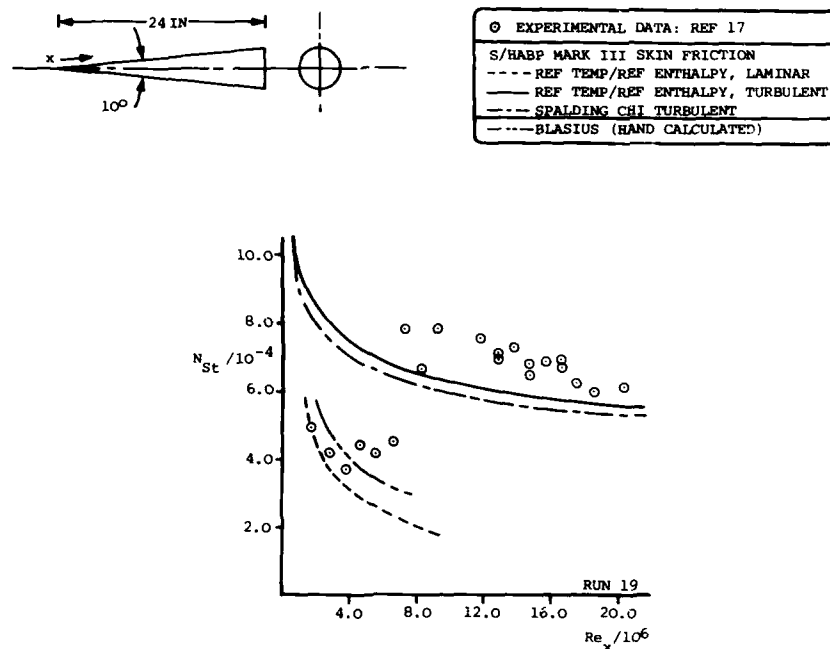 24 IN
x
10°
EXPERIMENTAL DATA: REF 17
S/HABP MARK III SKIN FRICTION
REF TEMP/REF ENTHALPY, LAMINAR
REF TEMP/REF ENTHALPY, TURBULENT
SPALDING CHI TURBULENT
BLASIUS (HAND CALCULATED)
10.0
8.0
N_St /10^-4
6.0
4.0
2.0
RUN 19
4.0 8.0 12.0 16.0 20.0
Re_x/10^6